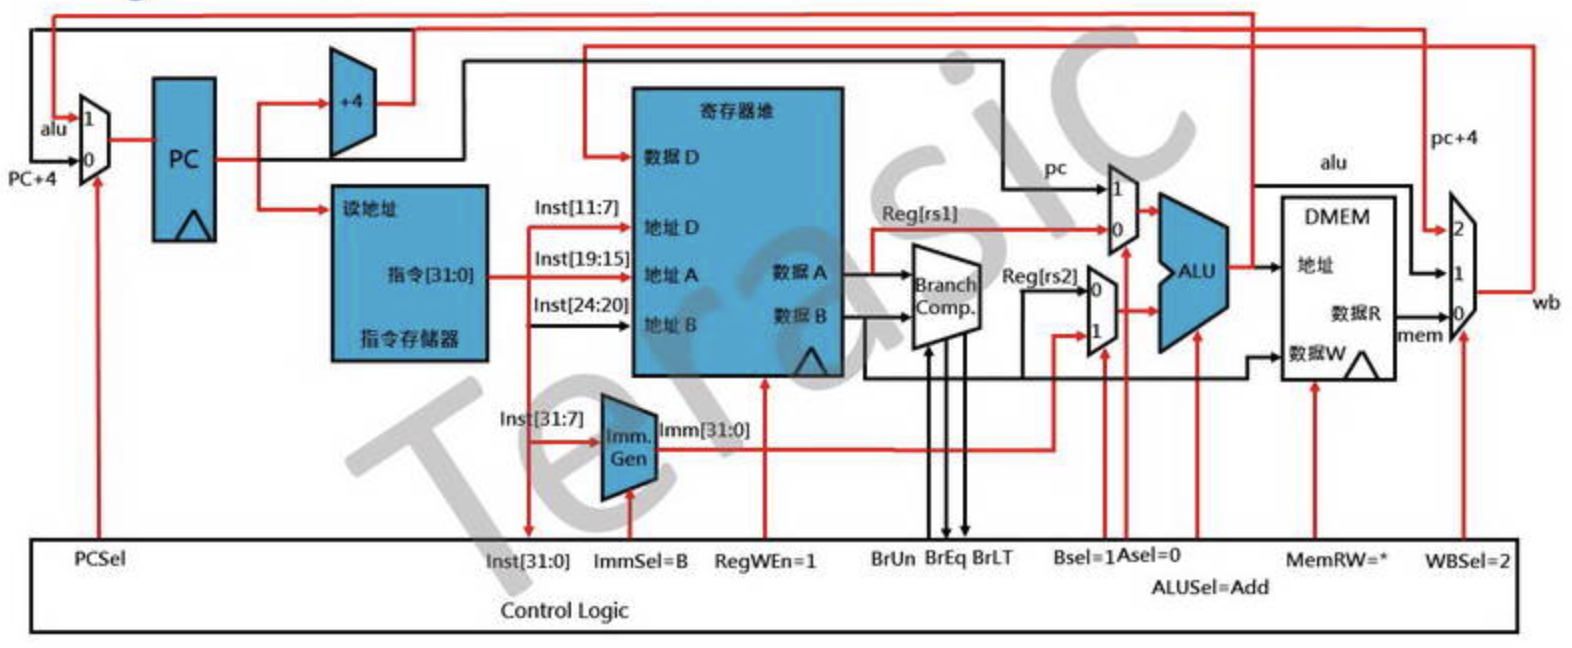 alu
1
0
PC+4
PC
+4
读地址
指令[31:0]
指令存储器
Inst[11:7]
Inst[19:15]
Inst[24:20]
Inst[31:7]
Imm.
Gen
Imm[31:0]
寄存器堆
数据 D
地址 D
地址 A
地址 B
数据 A
数据 B
Reg[rs1]
Branch
Comp.
Reg[rs2]
pc
1
0
0
1
ALU
alu
DMEM
地址
数据R
数据W
mem
pc+4
2
1
0
wb
PCSel
Inst[31:0]
ImmSel=B
RegWEn=1
BrUn BrEq BrLT
Bsel=1 Asel=0
ALUSel=Add
MemRW=*
WBSel=2
Control Logic
Terasic